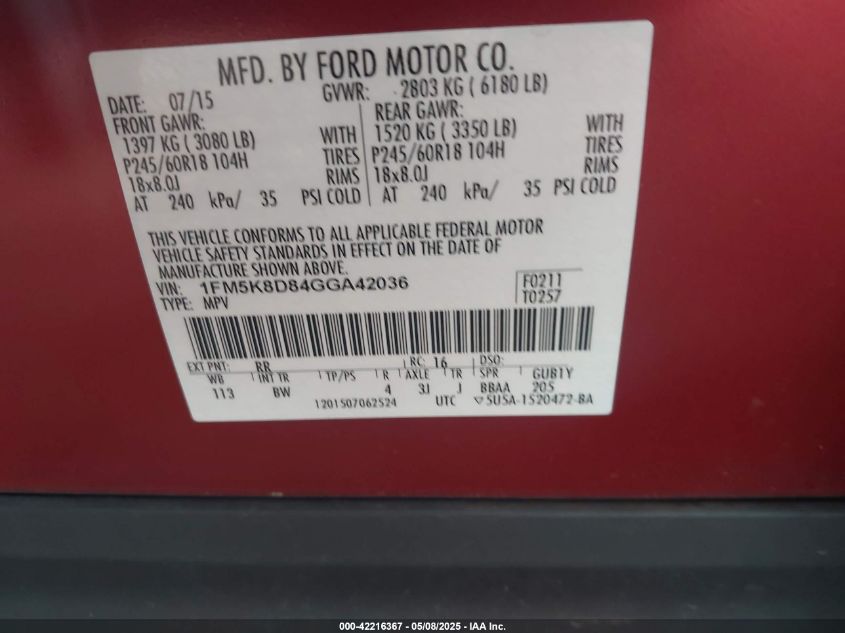 MFD. BY FORD MOTOR CO.
DATE: 07/15 GVWR: 2803 KG ( 6180 LB)
FRONT GAWR: REAR GAWR:
1397 KG ( 3080 LB) WITH 1520 KG ( 3350 LB) WITH
P245/60R18 104H TIRES P245/60R18 104H TIRES
18x8.0J RIMS 18x8.0J RIMS
AT 240 kPa/ 35 PSI COLD AT 240 kPa/ 35 PSI COLD
THIS VEHICLE CONFORMS TO ALL APPLICABLE FEDERAL MOTOR
VEHICLE SAFETY STANDARDS IN EFFECT ON THE DATE OF
MANUFACTURE SHOWN ABOVE.
VIN: 1FM5K8D84GGA42036 F0211
TYPE: MPV T0257
EXT PNT: RR RC: 16 DSO:
WB INT TR TP/PS R AXLE TR SPR GUB1Y
113 BW 4 3J J BBAA 205
1201507062524 UTC ▽5U5A-1520472-BA
000-42216367 - 05/08/2025 - IAA Inc.